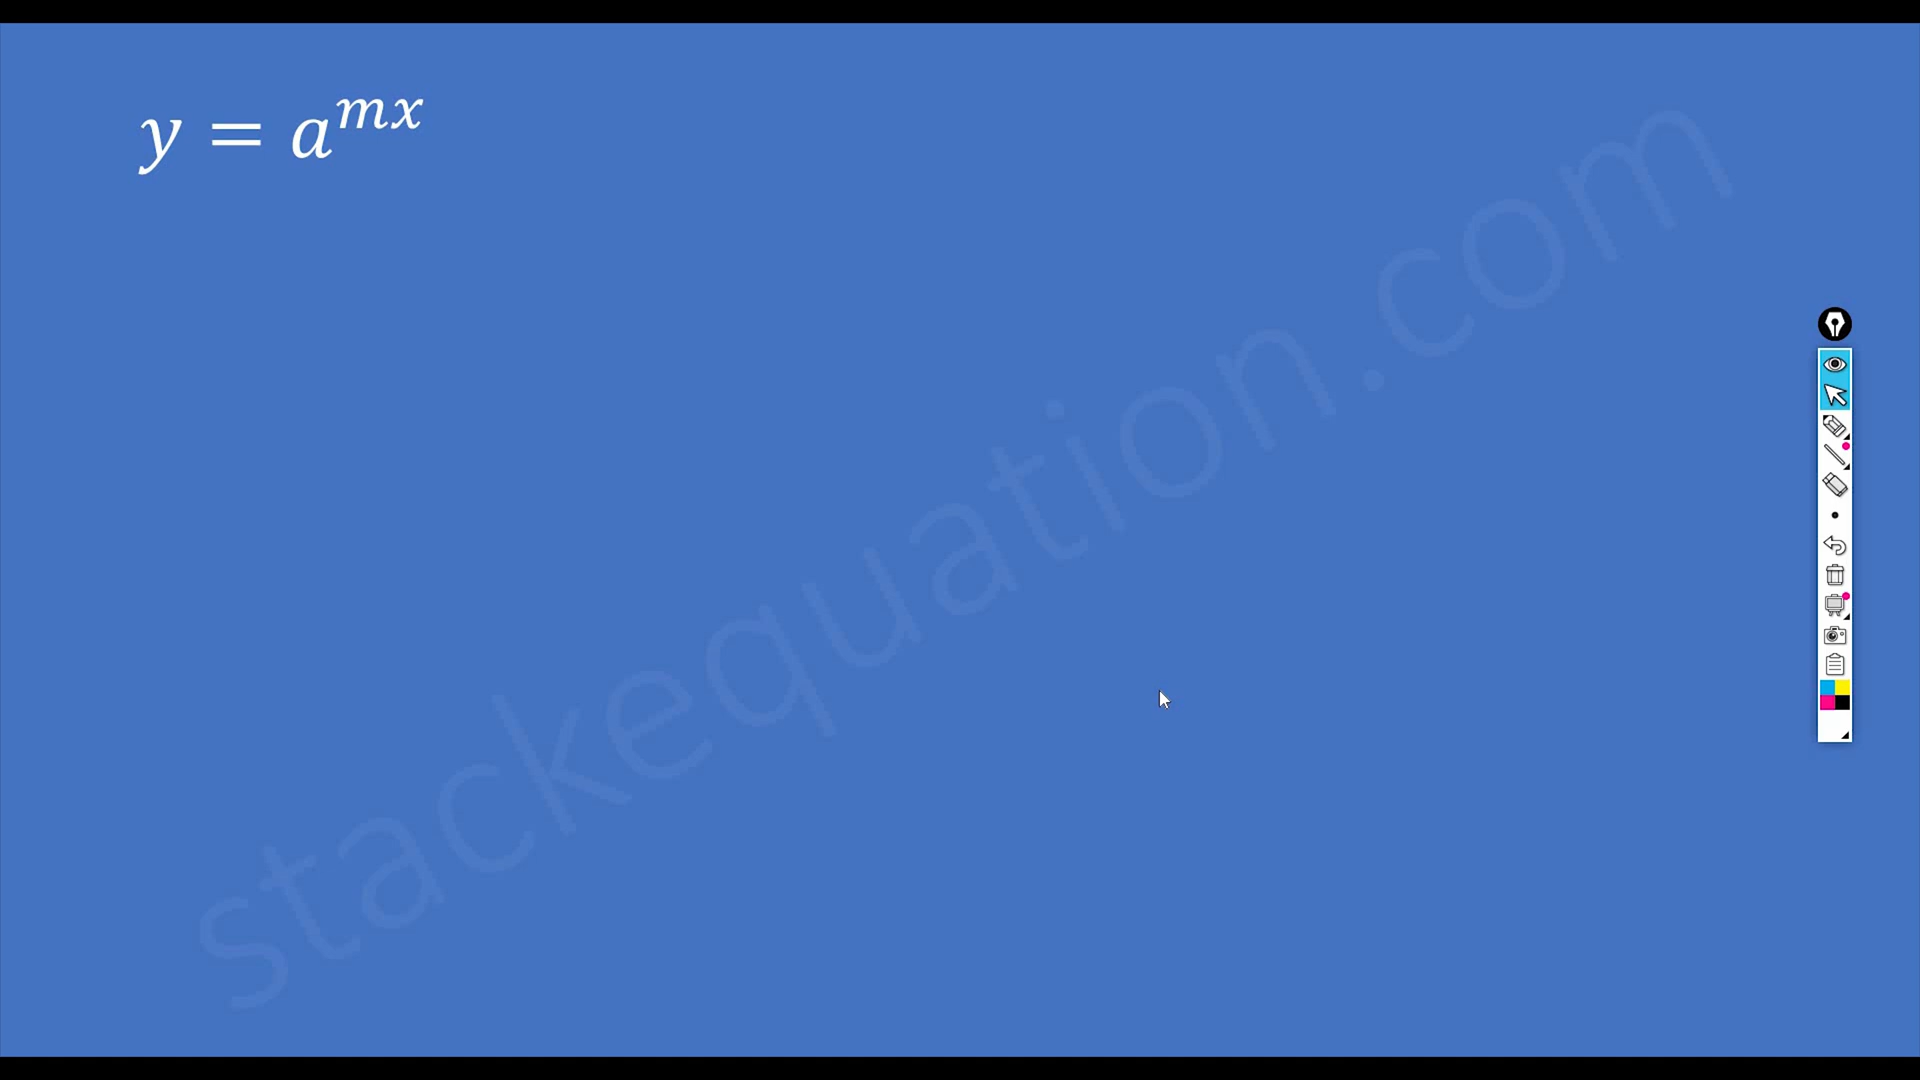 y = a^{mx}
stackequation.com